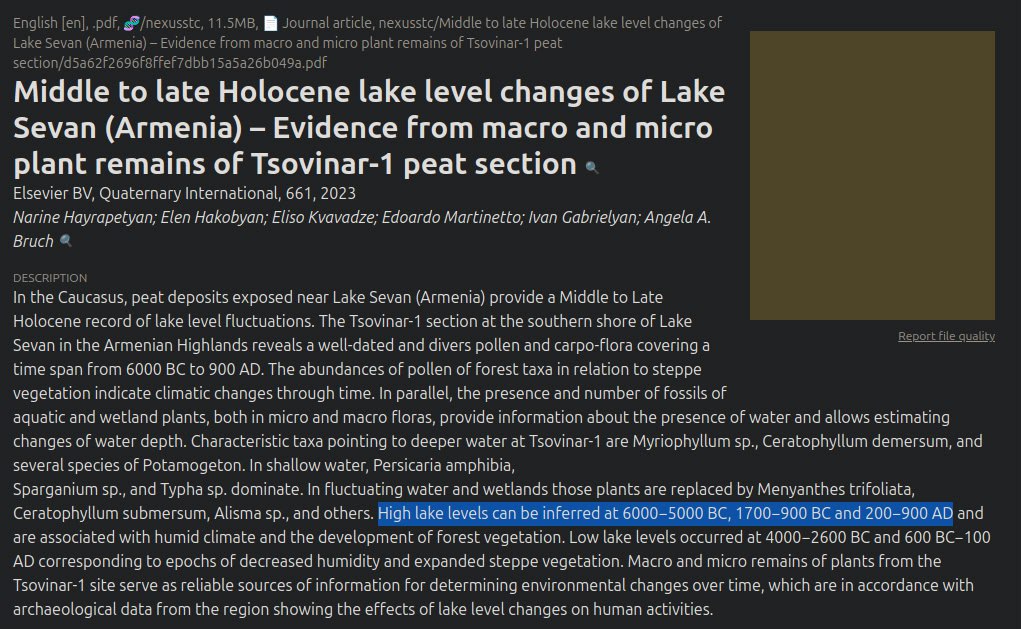 English [en], .pdf, 🧬/nexusstc, 11.5MB, 📄 Journal article, nexusstc/Middle to late Holocene lake level changes of
Lake Sevan (Armenia) – Evidence from macro and micro plant remains of Tsovinar-1 peat
section/d5a62f2696f8ffef7dbb15a5a26b049a.pdf
Middle to late Holocene lake level changes of Lake
Sevan (Armenia) – Evidence from macro and micro
plant remains of Tsovinar-1 peat section 🔍
Elsevier BV, Quaternary International, 661, 2023
Narine Hayrapetyan; Elen Hakobyan; Eliso Kvavadze; Edoardo Martinetto; Ivan Gabrielyan; Angela A.
Bruch 🔍
Report file quality
DESCRIPTION
In the Caucasus, peat deposits exposed near Lake Sevan (Armenia) provide a Middle to Late
Holocene record of lake level fluctuations. The Tsovinar-1 section at the southern shore of Lake
Sevan in the Armenian Highlands reveals a well-dated and divers pollen and carpo-flora covering a
time span from 6000 BC to 900 AD. The abundances of pollen of forest taxa in relation to steppe
vegetation indicate climatic changes through time. In parallel, the presence and number of fossils of
aquatic and wetland plants, both in micro and macro floras, provide information about the presence of water and allows estimating
changes of water depth. Characteristic taxa pointing to deeper water at Tsovinar-1 are Myriophyllum sp., Ceratophyllum demersum, and
several species of Potamogeton. In shallow water, Persicaria amphibia,
Sparganium sp., and Typha sp. dominate. In fluctuating water and wetlands those plants are replaced by Menyanthes trifoliata,
Ceratophyllum submersum, Alisma sp., and others. High lake levels can be inferred at 6000–5000 BC, 1700–900 BC and 200–900 AD and
are associated with humid climate and the development of forest vegetation. Low lake levels occurred at 4000–2600 BC and 600 BC–100
AD corresponding to epochs of decreased humidity and expanded steppe vegetation. Macro and micro remains of plants from the
Tsovinar-1 site serve as reliable sources of information for determining environmental changes over time, which are in accordance with
archaeological data from the region showing the effects of lake level changes on human activities.